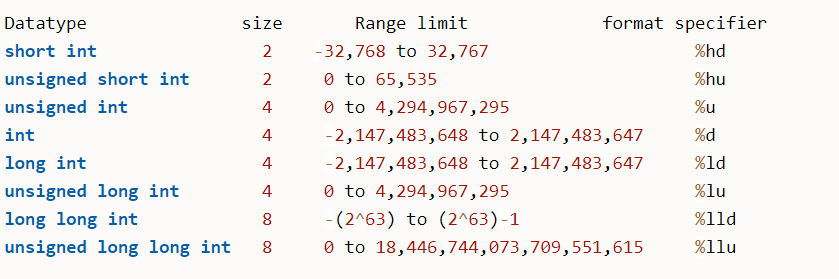 Datatype size Range limit format specifier
short int 2 -32,768 to 32,767 %hd
unsigned short int 2 0 to 65,535 %hu
unsigned int 4 0 to 4,294,967,295 %u
int 4 -2,147,483,648 to 2,147,483,647 %d
long int 4 -2,147,483,648 to 2,147,483,647 %ld
unsigned long int 4 0 to 4,294,967,295 %lu
long long int 8 -(2^63) to (2^63)-1 %lld
unsigned long long int 8 0 to 18,446,744,073,709,551,615 %llu